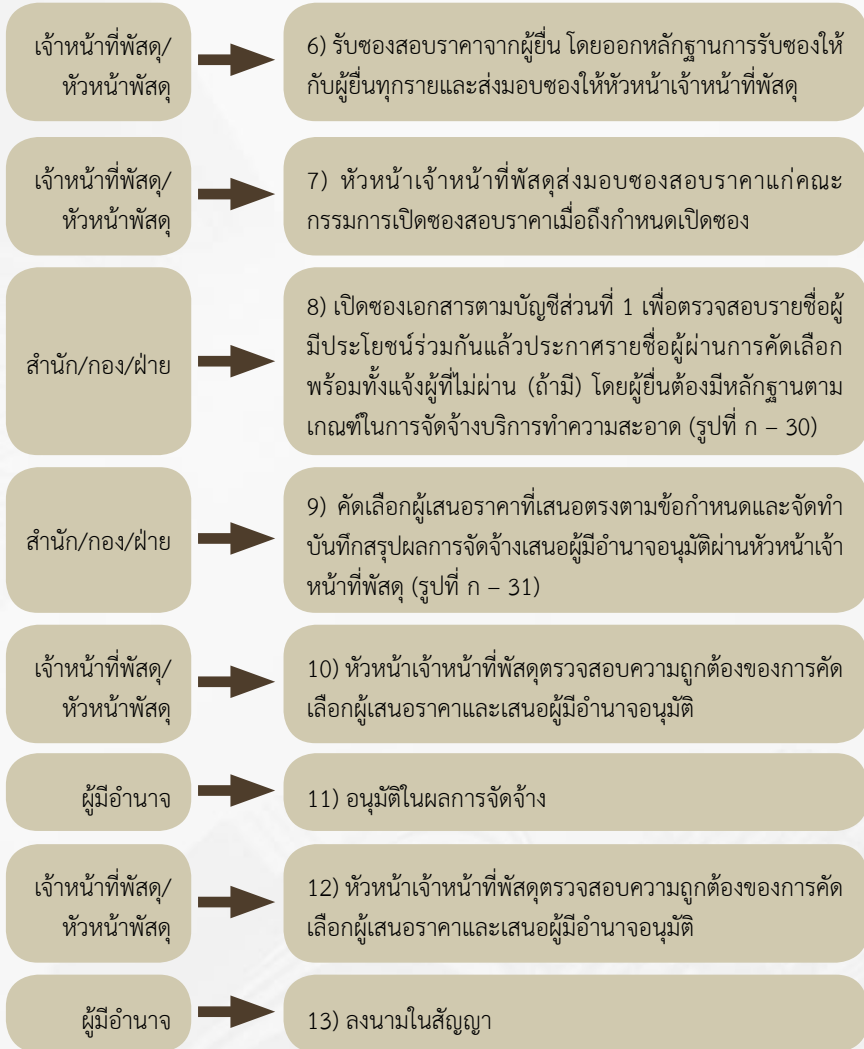 เจ้าหน้าที่พัสดุ/
หัวหน้าพัสดุ
6) รับซองสอบราคาจากผู้ยื่น โดยออกหลักฐานการรับซองให้
กับผู้ยื่นทุกรายและส่งมอบซองให้หัวหน้าเจ้าหน้าที่พัสดุ
เจ้าหน้าที่พัสดุ/
หัวหน้าพัสดุ
7) หัวหน้าเจ้าหน้าที่พัสดุส่งมอบซองสอบราคาแก่คณะ
กรรมการเปิดซองสอบราคาเมื่อถึงกำหนดเปิดซอง
สำนัก/กอง/ฝ่าย
8) เปิดซองเอกสารตามบัญชีส่วนที่ 1 เพื่อตรวจสอบรายชื่อผู้
มีประโยชน์ร่วมกันแล้วประกาศรายชื่อผู้ผ่านการคัดเลือก
พร้อมทั้งแจ้งผู้ที่ไม่ผ่าน (ถ้ามี) โดยผู้ยื่นต้องมีหลักฐานตาม
เกณฑ์ในการจัดจ้างบริการทำความสะอาด (รูปที่ ก – 30)
สำนัก/กอง/ฝ่าย
9) คัดเลือกผู้เสนอราคาที่เสนอตรงตามข้อกำหนดและจัดทำ
บันทึกสรุปผลการจัดจ้างเสนอผู้มีอำนาจอนุมัติผ่านหัวหน้าเจ้า
หน้าที่พัสดุ (รูปที่ ก – 31)
เจ้าหน้าที่พัสดุ/
หัวหน้าพัสดุ
10) หัวหน้าเจ้าหน้าที่พัสดุตรวจสอบความถูกต้องของการคัด
เลือกผู้เสนอราคาและเสนอผู้มีอำนาจอนุมัติ
ผู้มีอำนาจ
11) อนุมัติในผลการจัดจ้าง
เจ้าหน้าที่พัสดุ/
หัวหน้าพัสดุ
12) หัวหน้าเจ้าหน้าที่พัสดุตรวจสอบความถูกต้องของการคัด
เลือกผู้เสนอราคาและเสนอผู้มีอำนาจอนุมัติ
ผู้มีอำนาจ
13) ลงนามในสัญญา